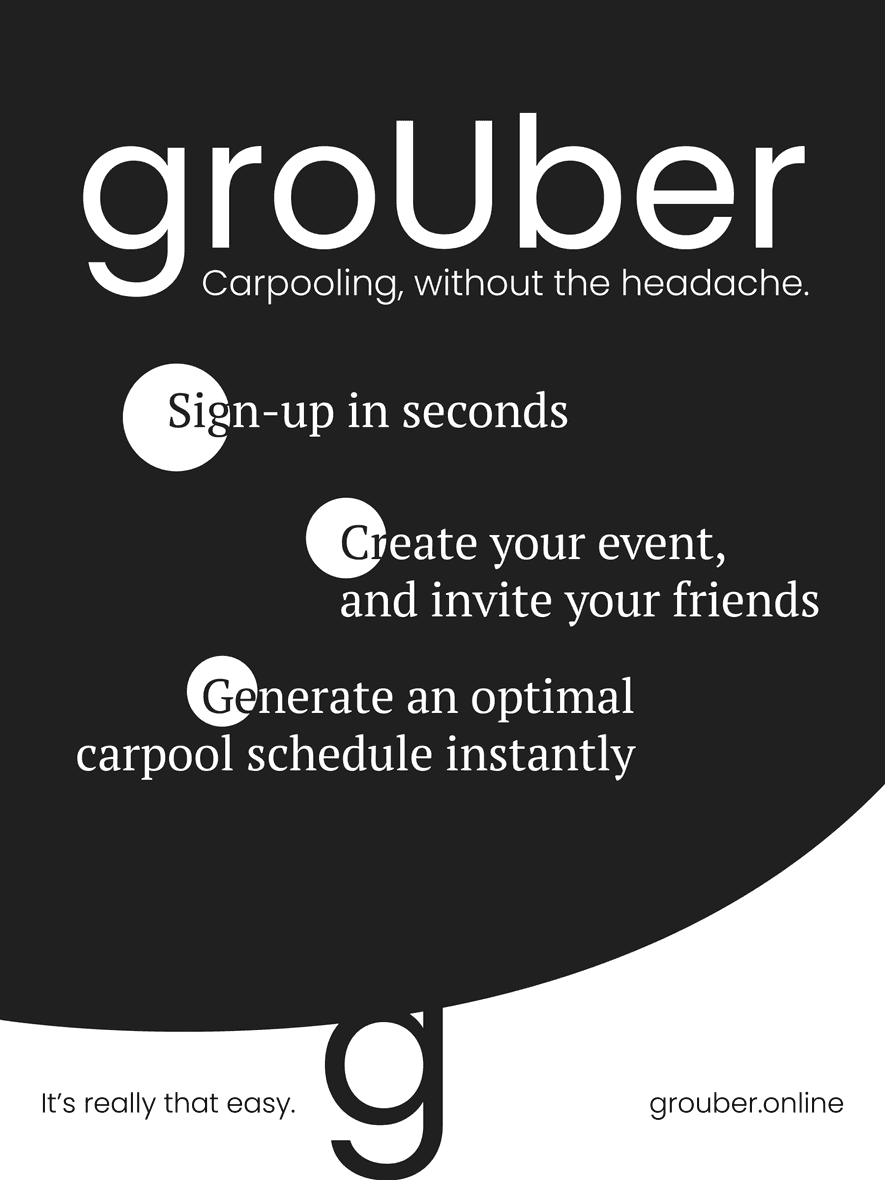 groUber
Carpooling, without the headache.
Sign-up in seconds
Create your event,
and invite your friends
Generate an optimal
carpool schedule instantly
g
It’s really that easy.
grouber.online